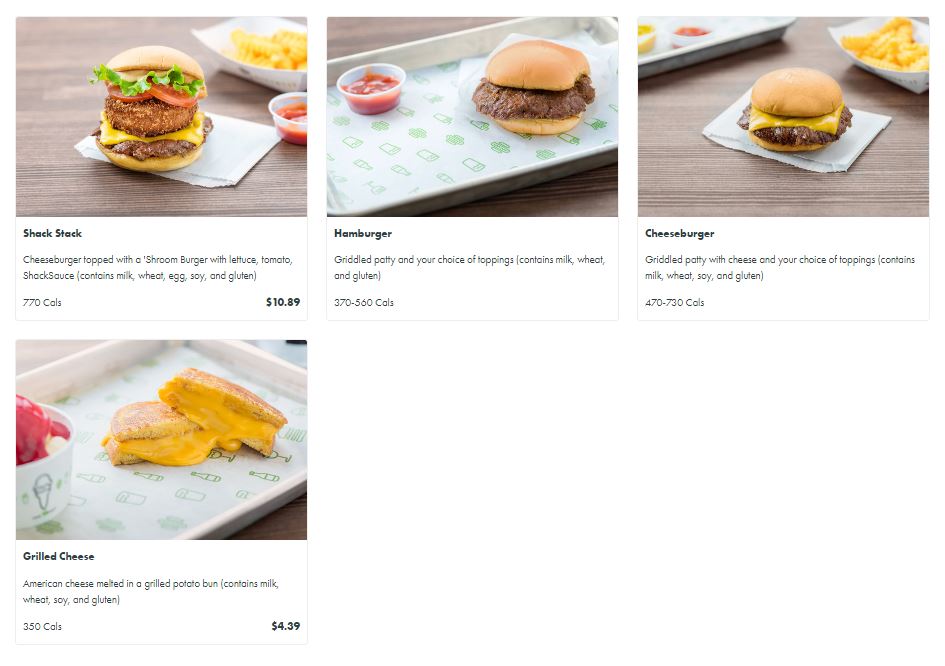 Shack Stack
Cheeseburger topped with a 'Shroom Burger with lettuce, tomato,
ShackSauce (contains milk, wheat, egg, soy, and gluten)
770 Cals
$10.89
Hamburger
Griddled patty and your choice of toppings (contains milk, wheat,
and gluten)
370-560 Cals
Cheeseburger
Griddled patty with cheese and your choice of toppings (contains
milk, wheat, soy, and gluten)
470-730 Cals
Grilled Cheese
American cheese melted in a grilled potato bun (contains milk,
wheat, soy, and gluten)
350 Cals
$4.39